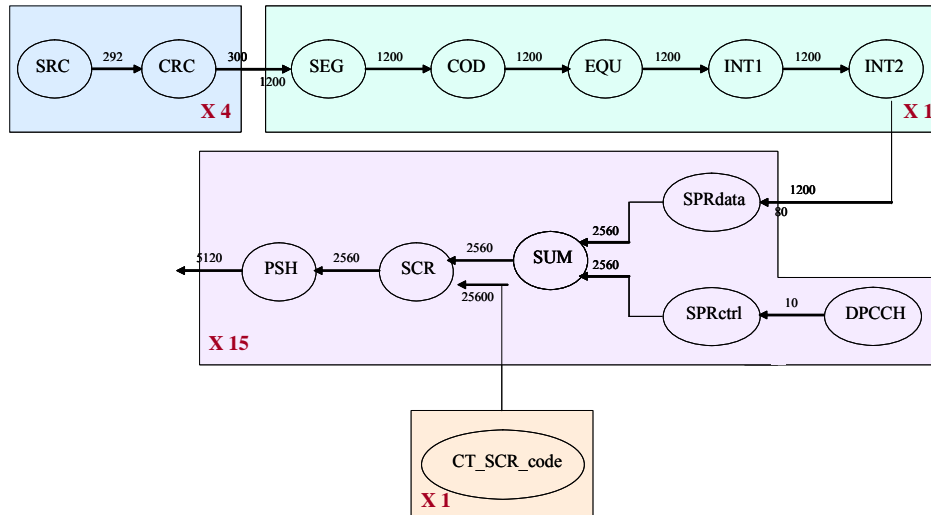 SRC 292 CRC 300 1200 SEG 1200 COD 1200 EQU 1200 INT1 1200 INT2
X 4
X 1
SPRdata 1200 80
2560
5120 PSH 2560 SCR 2560 SUM
2560
25600
SPRctrl 10 DPCCH
X 15
CT_SCR_code
X 1